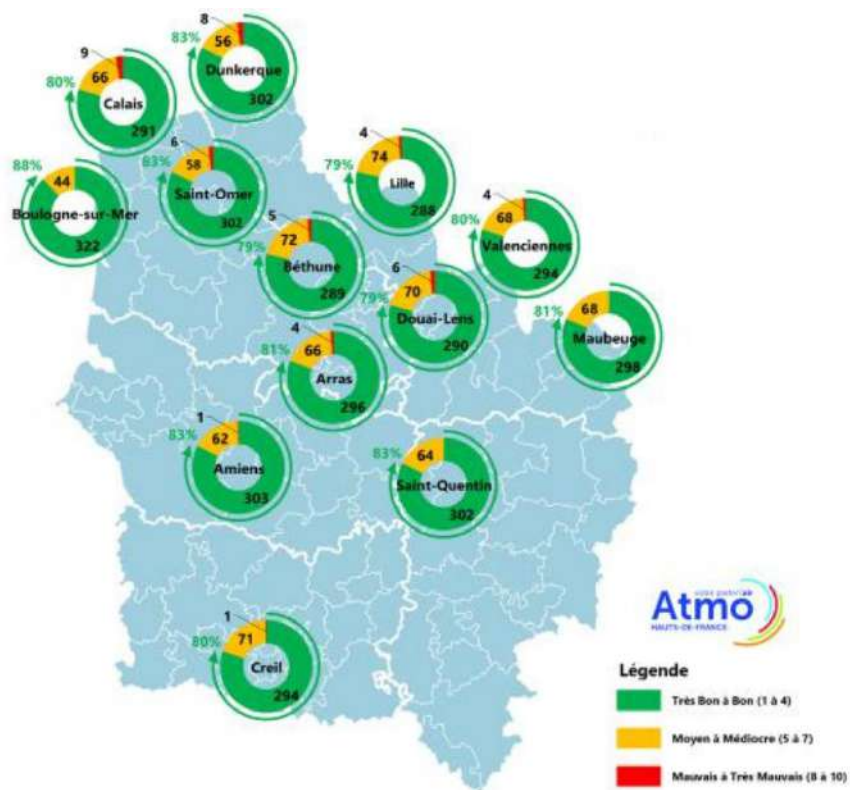 8
83%
56
Dunkerque
302
9
80%
66
Calais
291
6
83%
58
Saint-Omer
302
4
79%
74
Lille
288
88%
44
Boulogne-sur-Mer
322
5
79%
72
Béthune
289
4
80%
68
Valenciennes
294
6
79%
70
Douai-Lens
290
81%
68
Maubeuge
298
4
81%
66
Arras
296
1
83%
62
Amiens
303
83%
64
Saint-Quentin
302
1
80%
71
Creil
294
votre partenair
Atmo
HAUTS-DE-FRANCE
Légende
Très Bon à Bon (1 à 4)
Moyen à Médiocre (5 à 7)
Mauvais à Très Mauvais (8 à 10)